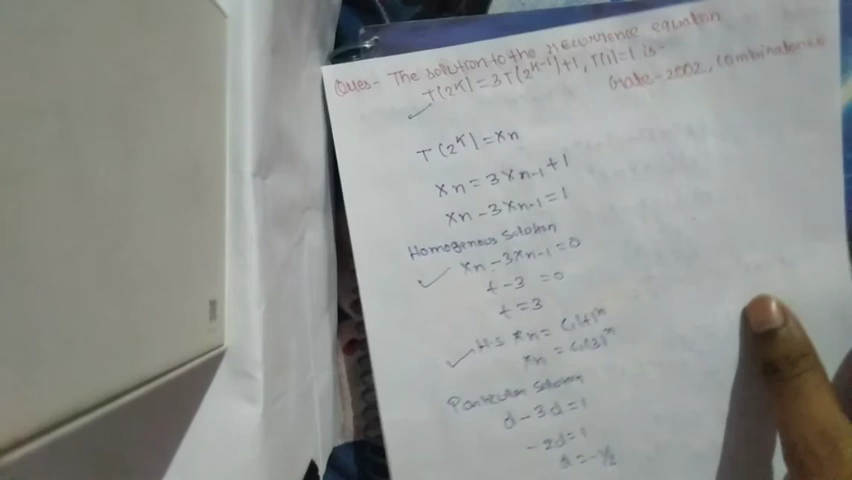 Ques- The solution to the recurrence equation
T(2^k) = 3T(2^k-1)+1, T(1)=1 is-
Gate-2002, Combinatorics
T(2^k) = xn
xn = 3xn-1 + 1
xn - 3xn-1 = 1
Homogenous Solution
xn - 3xn-1 = 0
t - 3 = 0
t = 3
H.S xn = C1(t)^n
xn = C1(3)^n
Particular Solution
d - 3d = 1
-2d = 1
d = -1/2